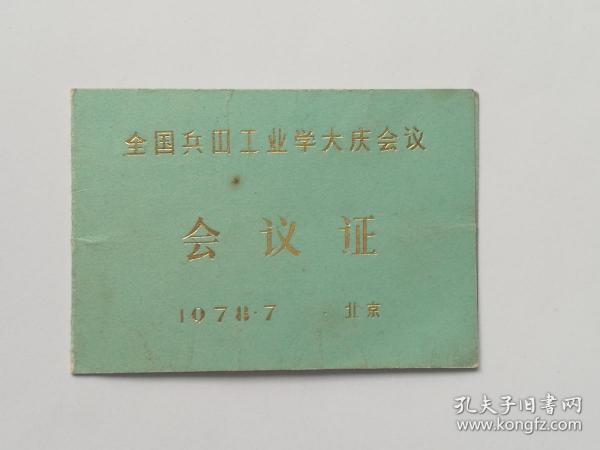 全国兵田工业学大庆会议
会议证
1978·7 北京
孔夫子旧书网
www.kongfz.com